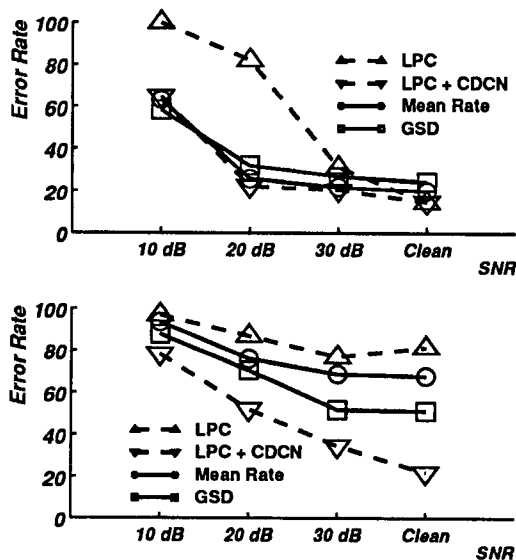 Error Rate
100
80
60
40
20
0
LPC
LPC + CDCN
Mean Rate
GSD
10 dB
20 dB
30 dB
Clean
SNR
Error Rate
100
80
60
40
20
0
LPC
LPC + CDCN
Mean Rate
GSD
10 dB
20 dB
30 dB
Clean
SNR